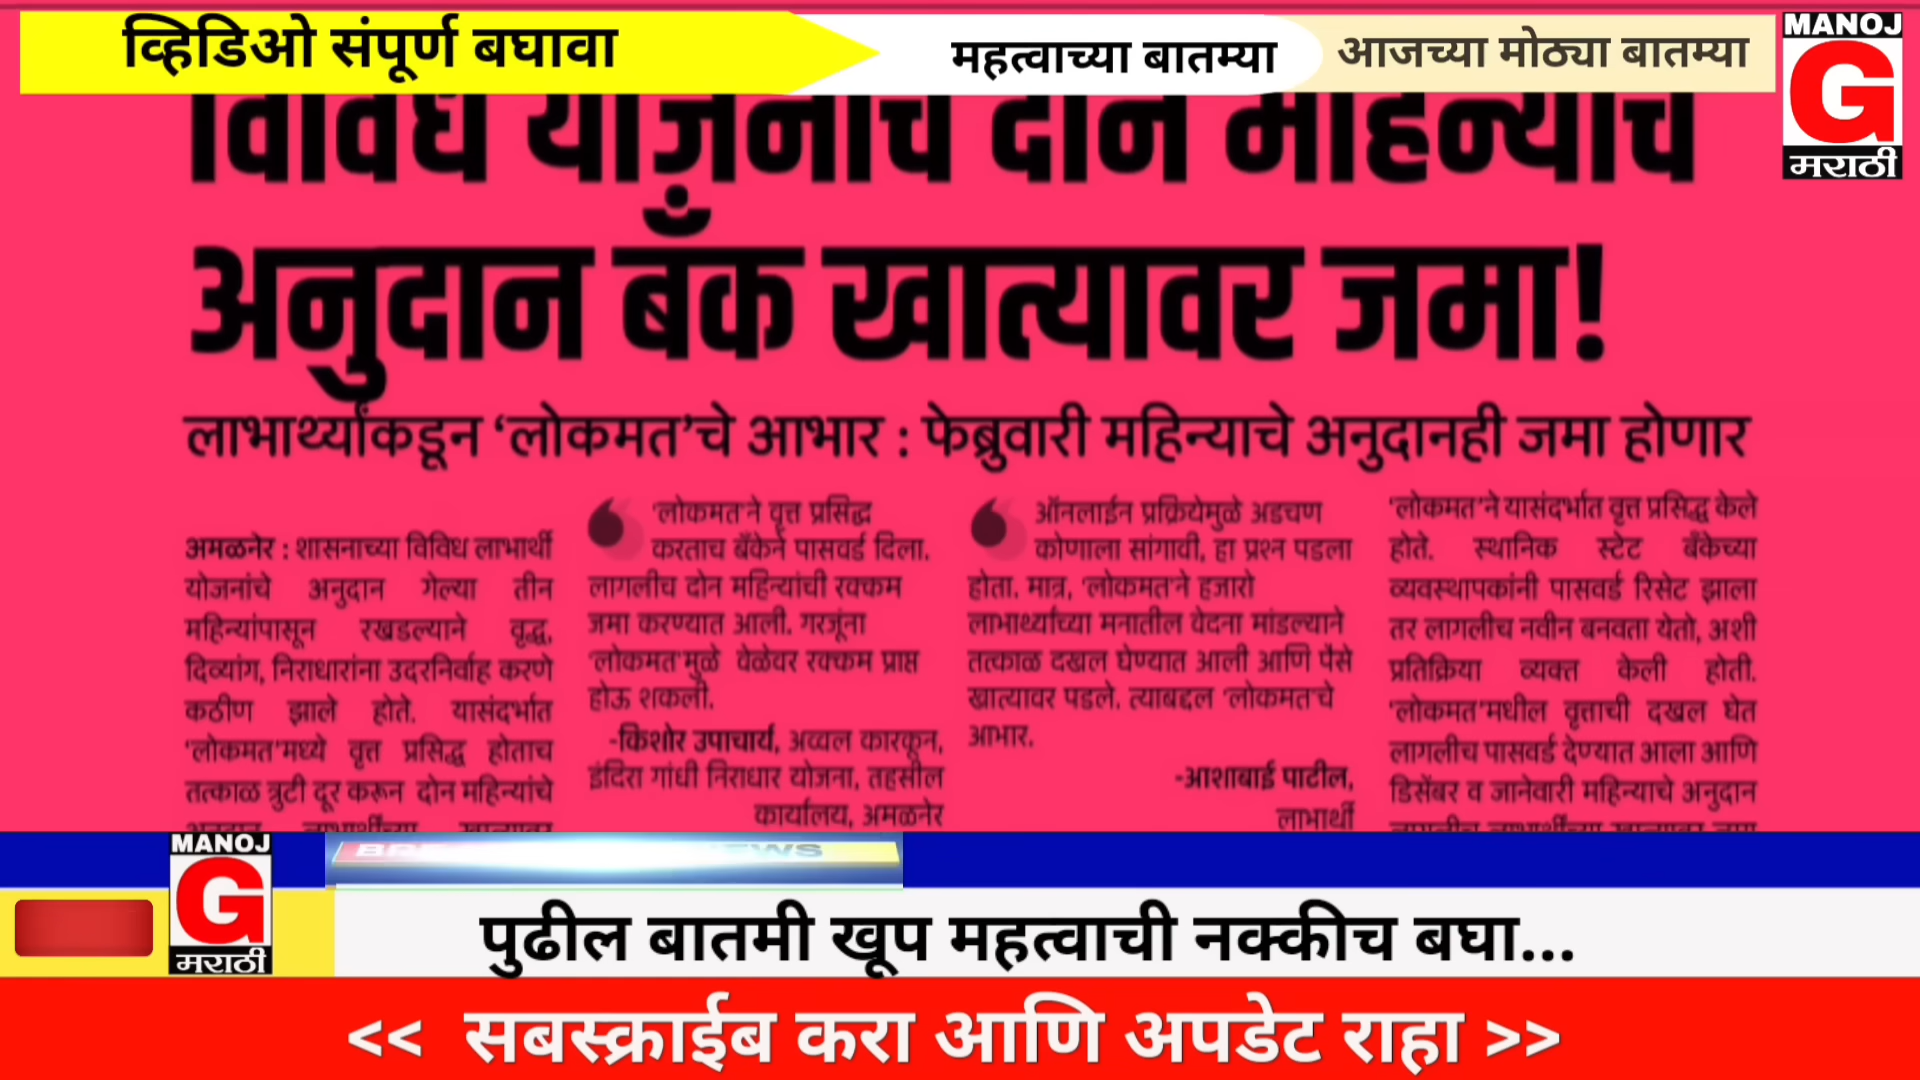 व्हिडिओ संपूर्ण बघावा
महत्वाच्या बातम्या
आजच्या मोठ्या बातम्या
MANOJ
G
मराठी
विविध योजनांचे दोन महिन्यांचे
अनुदान बँक खात्यावर जमा!
लाभार्थ्यांकडून ‘लोकमत’चे आभार : फेब्रुवारी महिन्याचे अनुदानही जमा होणार
अमळनेर : शासनाच्या विविध लाभार्थी
योजनांचे अनुदान गेल्या तीन
महिन्यांपासून रखडल्याने वृद्ध,
दिव्यांग, निराधारांना उदरनिर्वाह करणे
कठीण झाले होते. यासंदर्भात
'लोकमत'मध्ये वृत्त प्रसिद्ध होताच
तत्काळ त्रुटी दूर करून दोन महिन्यांचे
'लोकमत'ने वृत्त प्रसिद्ध
करताच बँकेने पासवर्ड दिला.
लागलीच दोन महिन्यांची रक्कम
जमा करण्यात आली. गरजूंना
'लोकमत'मुळे वेळेवर रक्कम प्राप्त
होऊ शकली.
-किशोर उपाचार्य, अव्वल कारकून,
इंदिरा गांधी निराधार योजना, तहसील
कार्यालय, अमळनेर
ऑनलाईन प्रक्रियेमुळे अडचण
कोणाला सांगावी, हा प्रश्न पडला
होता. मात्र, 'लोकमत'ने हजारो
लाभार्थ्यांच्या मनातील वेदना मांडल्याने
तत्काळ दखल घेण्यात आली आणि पैसे
खात्यावर पडले. त्याबद्दल 'लोकमत'चे
आभार.
-आशाबाई पाटील,
लाभार्थी
'लोकमत'ने यासंदर्भात वृत्त प्रसिद्ध केले
होते. स्थानिक स्टेट बँकेच्या
व्यवस्थापकांनी पासवर्ड रिसेट झाला
तर लागलीच नवीन बनवता येतो, अशी
प्रतिक्रिया व्यक्त केली होती.
'लोकमत'मधील वृत्ताची दखल घेत
लागलीच पासवर्ड देण्यात आला आणि
डिसेंबर व जानेवारी महिन्याचे अनुदान
MANOJ
G
मराठी
पुढील बातमी खूप महत्वाची नक्कीच बघा...
<< सबस्क्राईब करा आणि अपडेट राहा >>